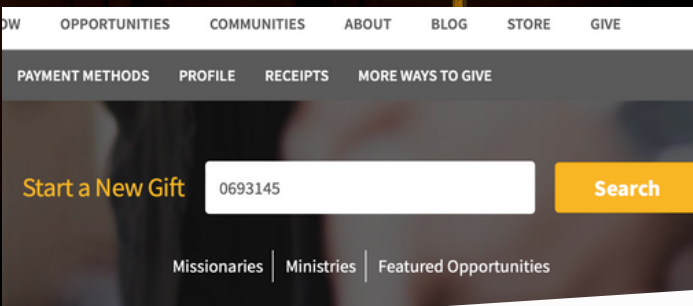 OW OPPORTUNITIES COMMUNITIES ABOUT BLOG STORE GIVE
PAYMENT METHODS PROFILE RECEIPTS MORE WAYS TO GIVE
Start a New Gift 0693145 Search
Missionaries Ministries Featured Opportunities